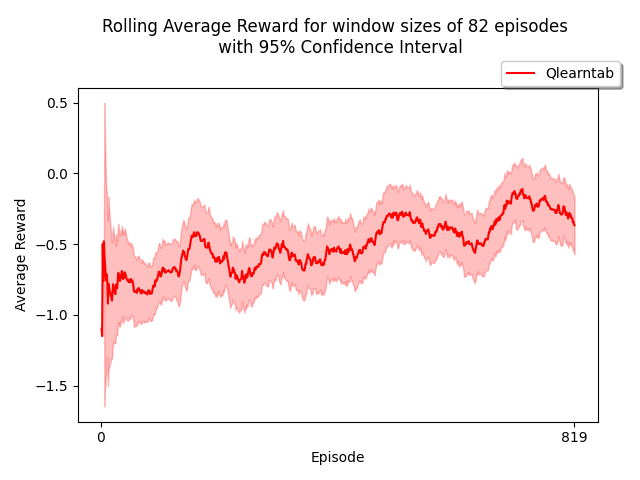 Rolling Average Reward for window sizes of 82 episodes
with 95% Confidence Interval
Qlearntab
Average Reward
0.5
0.0
−0.5
−1.0
−1.5
0
819
Episode